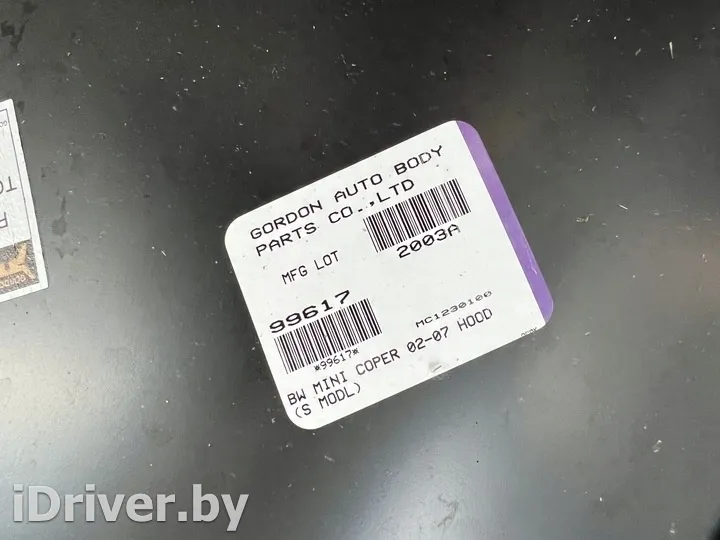 GORDON AUTO BODY
PARTS CO.,LTD
MFG LOT
2003A
99617
*99617*
MC1230100
BW MINI COPER 02-07 HOOD
(S MODL)
iDriver.by